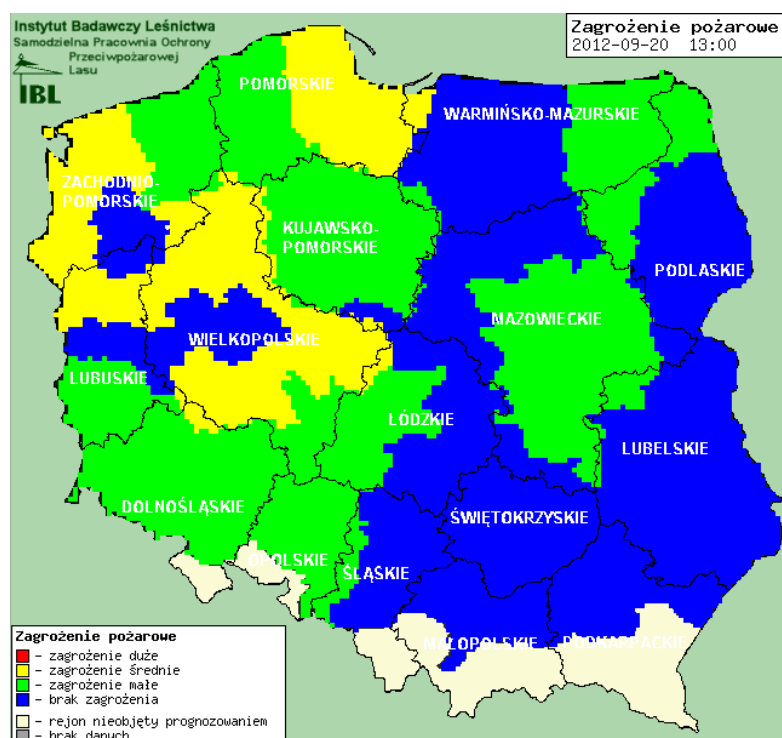 Instytut Badawczy Leśnictwa
Samodzielna Pracownia Ochrony
Przeciwpożarowej
Lasu
IBL
Zagrożenie pożarowe
2012-09-20 13:00
POMORSKIE
WARMIŃSKO-MAZURSKIE
ZACHODNIO-
POMORSKIE
KUJAWSKO-
POMORSKIE
PODLASKIE
MAZOWIECKIE
WIELKOPOLSKIE
LUBUSKIE
ŁÓDZKIE
LUBELSKIE
DOLNOŚLĄSKIE
ŚWIĘTOKRZYSKIE
OPOLSKIE
ŚLĄSKIE
MAŁOPOLSKIE
PODKARPACKIE
Zagrożenie pożarowe
- zagrożenie duże
- zagrożenie średnie
- zagrożenie małe
- brak zagrożenia
- rejon nieobjęty prognozowaniem
- brak danych